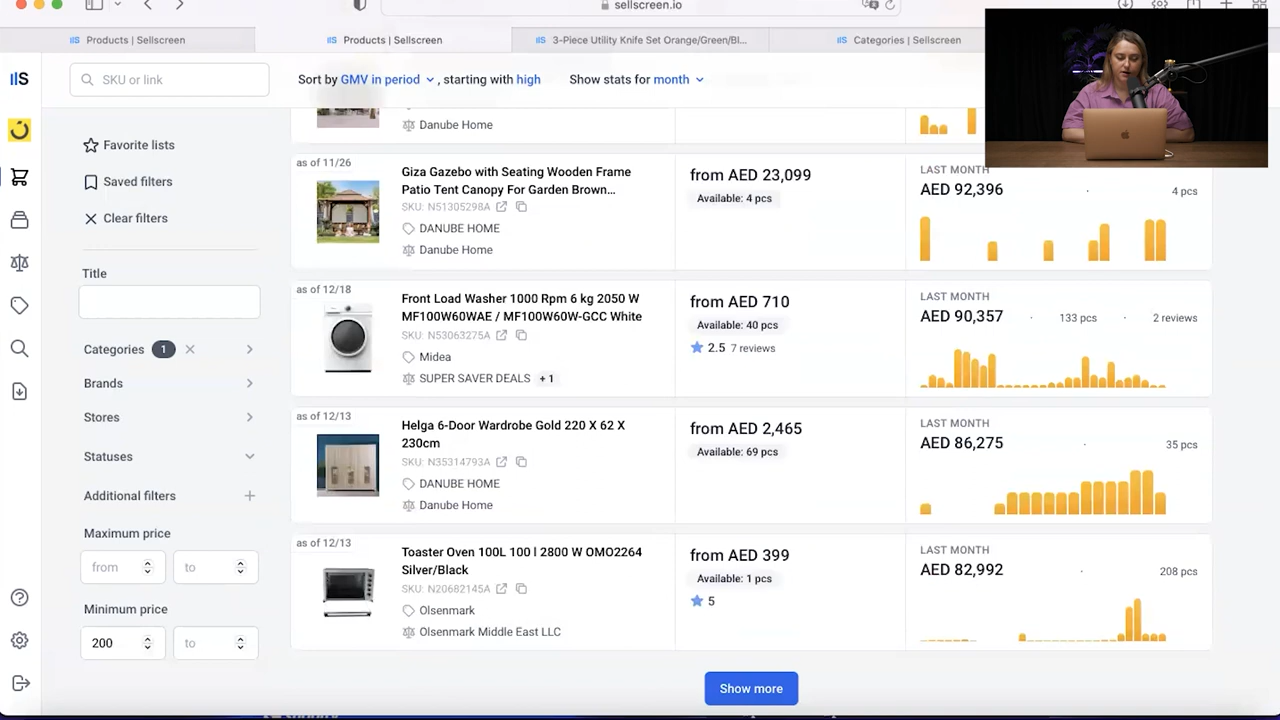 sellscreen.io
Products | Sellscreen
Products | Sellscreen
3-Piece Utility Knife Set Orange/Green/Bl...
Categories | Sellscreen
SKU or link
Sort by GMV in period , starting with high
Show stats for month
Favorite lists
Saved filters
Clear filters
Title
Categories 1
Brands
Stores
Statuses
Additional filters
Maximum price
from
to
Minimum price
200
to
Danube Home
as of 11/26
Giza Gazebo with Seating Wooden Frame
Patio Tent Canopy For Garden Brown...
SKU: N51305298A
DANUBE HOME
Danube Home
from AED 23,099
Available: 4 pcs
LAST MONTH
AED 92,396
4 pcs
as of 12/18
Front Load Washer 1000 Rpm 6 kg 2050 W
MF100W60WAE / MF100W60W-GCC White
SKU: N53063275A
Midea
SUPER SAVER DEALS + 1
from AED 710
Available: 40 pcs
2.5 7 reviews
LAST MONTH
AED 90,357 · 133 pcs · 2 reviews
as of 12/13
Helga 6-Door Wardrobe Gold 220 X 62 X
230cm
SKU: N35314793A
DANUBE HOME
Danube Home
from AED 2,465
Available: 69 pcs
LAST MONTH
AED 86,275
35 pcs
as of 12/13
Toaster Oven 100L 100 l 2800 W OMO2264
Silver/Black
SKU: N20682145A
Olsenmark
Olsenmark Middle East LLC
from AED 399
Available: 1 pcs
5
LAST MONTH
AED 82,992
208 pcs
Show more